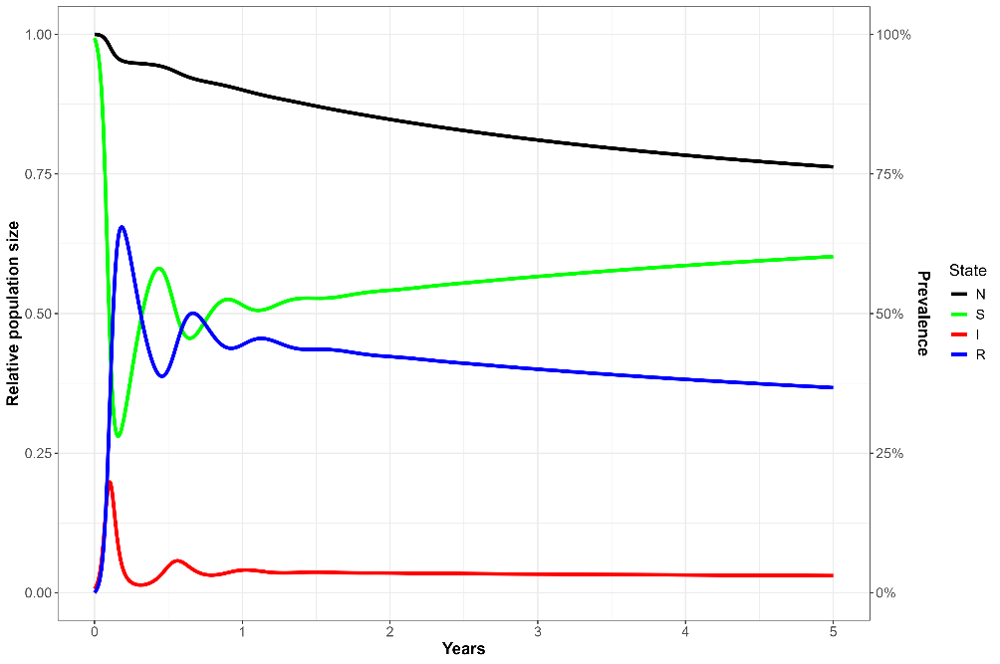 Relative population size
1.00
0.75
0.50
0.25
0.00
100%
75%
50%
25%
0%
Prevalence
0 1 2 3 4 5
Years
State
N
S
I
R